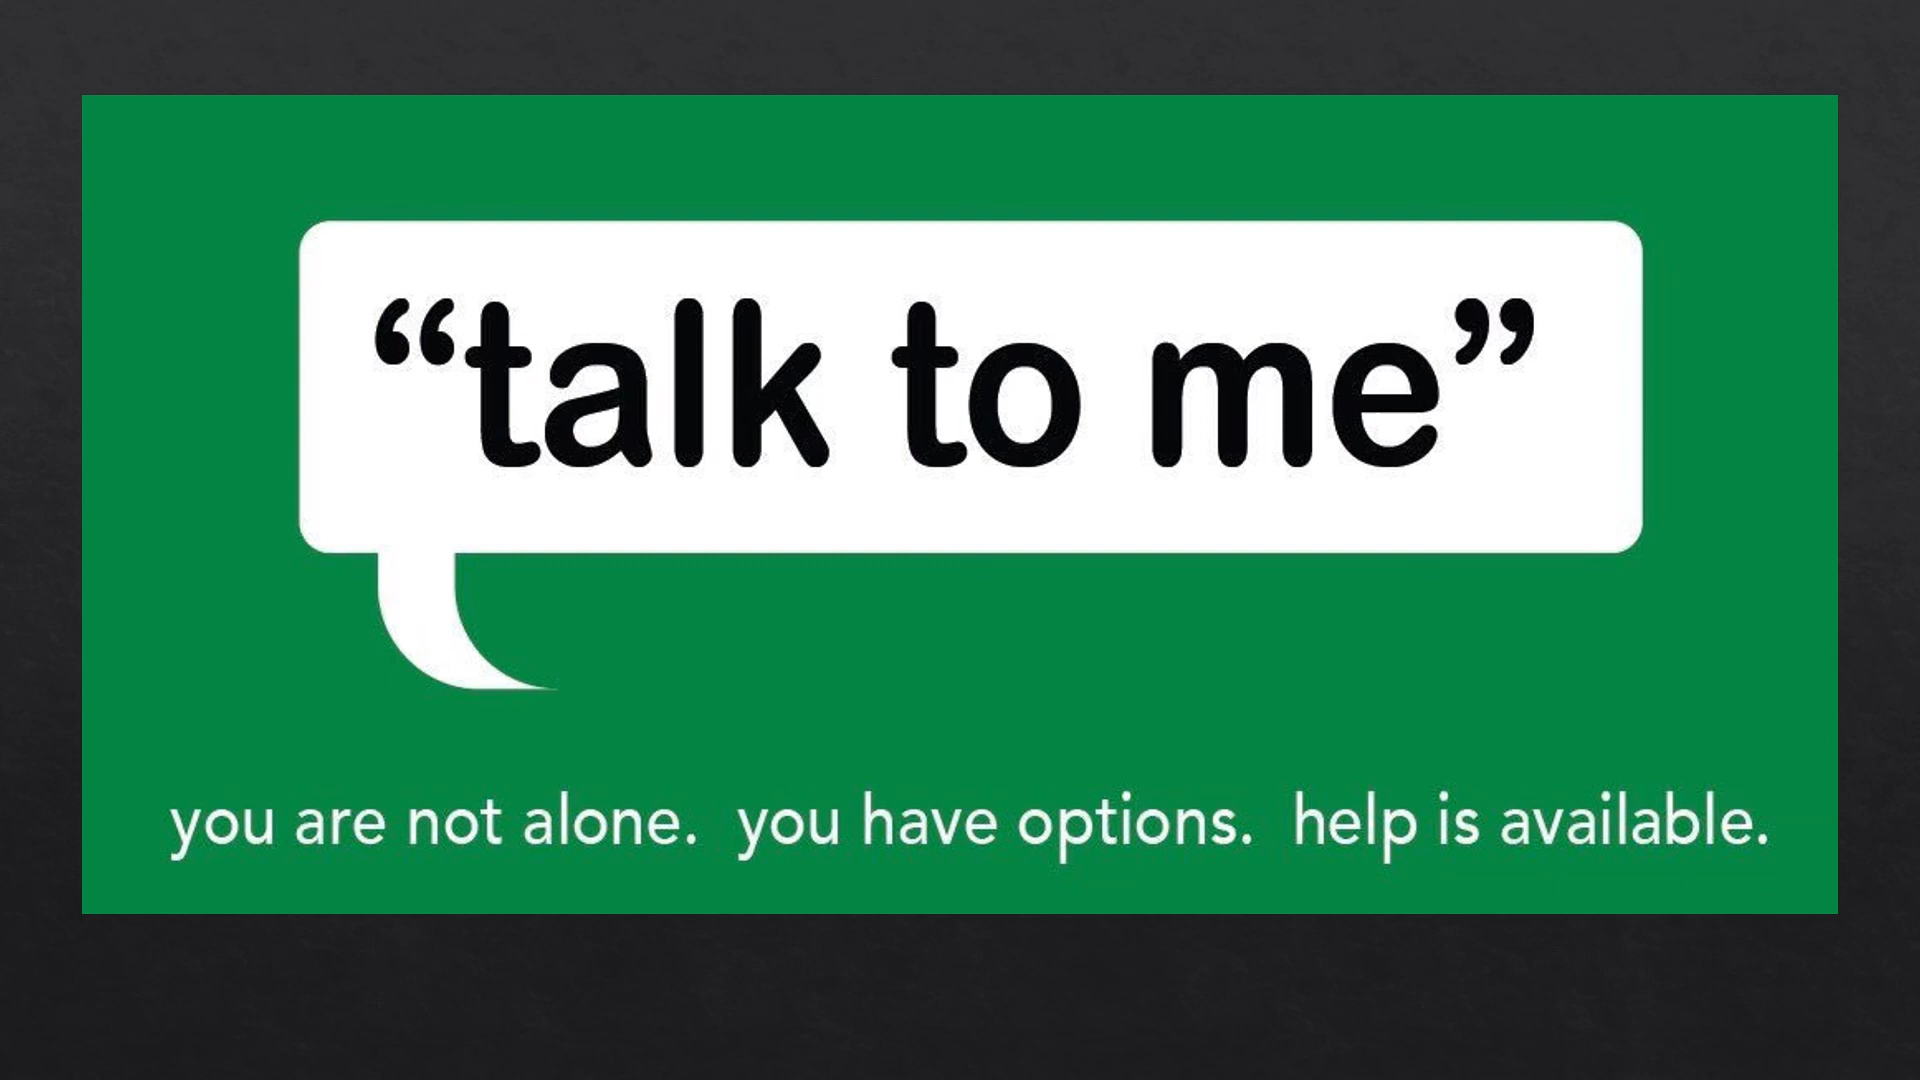 “talk to me”
you are not alone.  you have options.  help is available.